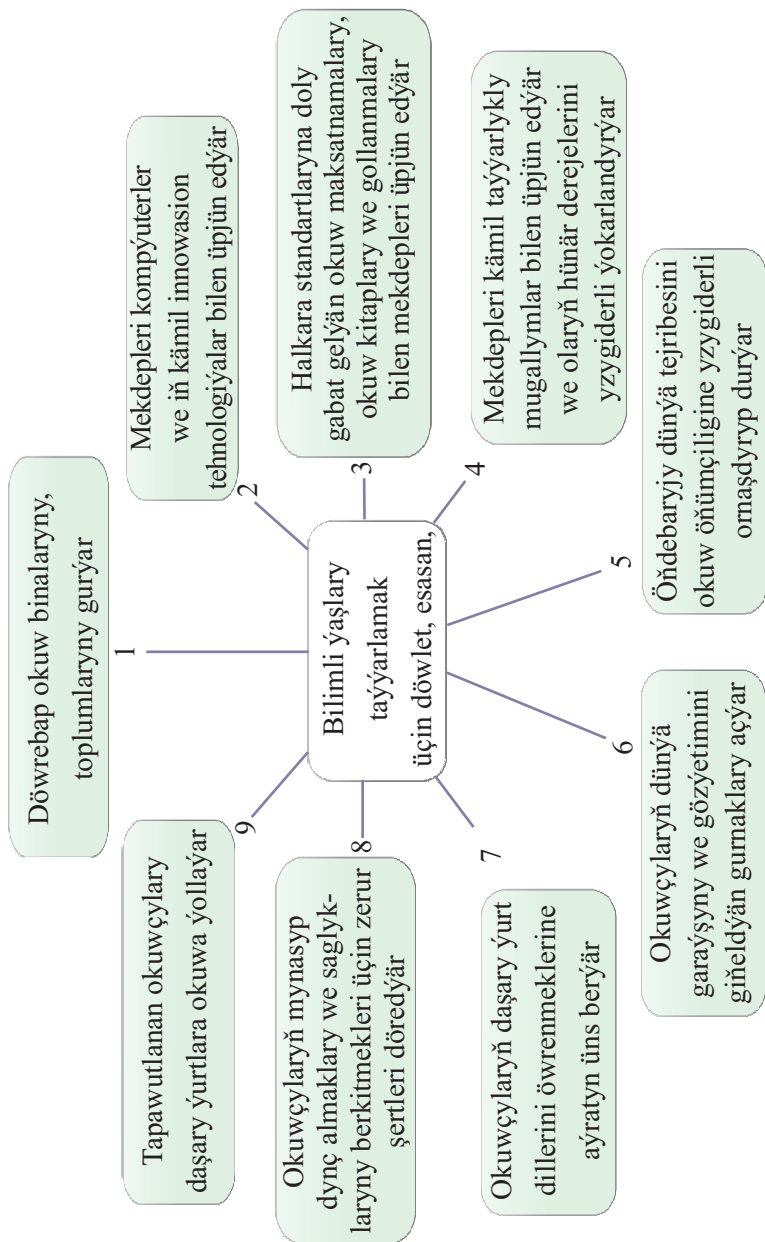 Bilimli ýaşlary
taýýarlamak
üçin döwlet, esasan,
1
Döwrebap okuw binalaryny,
toplumlaryny gurýar
2
Mekdepleri kompýuterler
we iň kämil innowasion
tehnologiýalar bilen üpjün edýär
3
Halkara standartlaryna doly
gabat gelýän okuw maksatnamalary,
okuw kitaplary we gollanmalary
bilen mekdepleri üpjün edýär
4
Mekdepleri kämil taýýarlykly
mugallymlar bilen üpjün edýär
we olaryň hünär derejelerini
yzygiderli ýokarlandyrýar
5
Öňdebaryjy dünýä tejribesini
okuw öňümçiligine yzygiderli
ornaşdyryp durýar
6
Okuwçylaryň dünýä
garaýşyny we gözýetimini
giňeldýän gurnaklary açýar
7
Okuwçylaryň daşary ýurt
dillerini öwrenmeklerine
aýratyn üns berýär
8
Okuwçylaryň mynasyp
dynç almaklary we saglyk-
laryny berkitmekleri üçin zerur
şertleri döredýär
9
Tapawutlanan okuwçylary
daşary ýurtlara okuwa ýollaýar